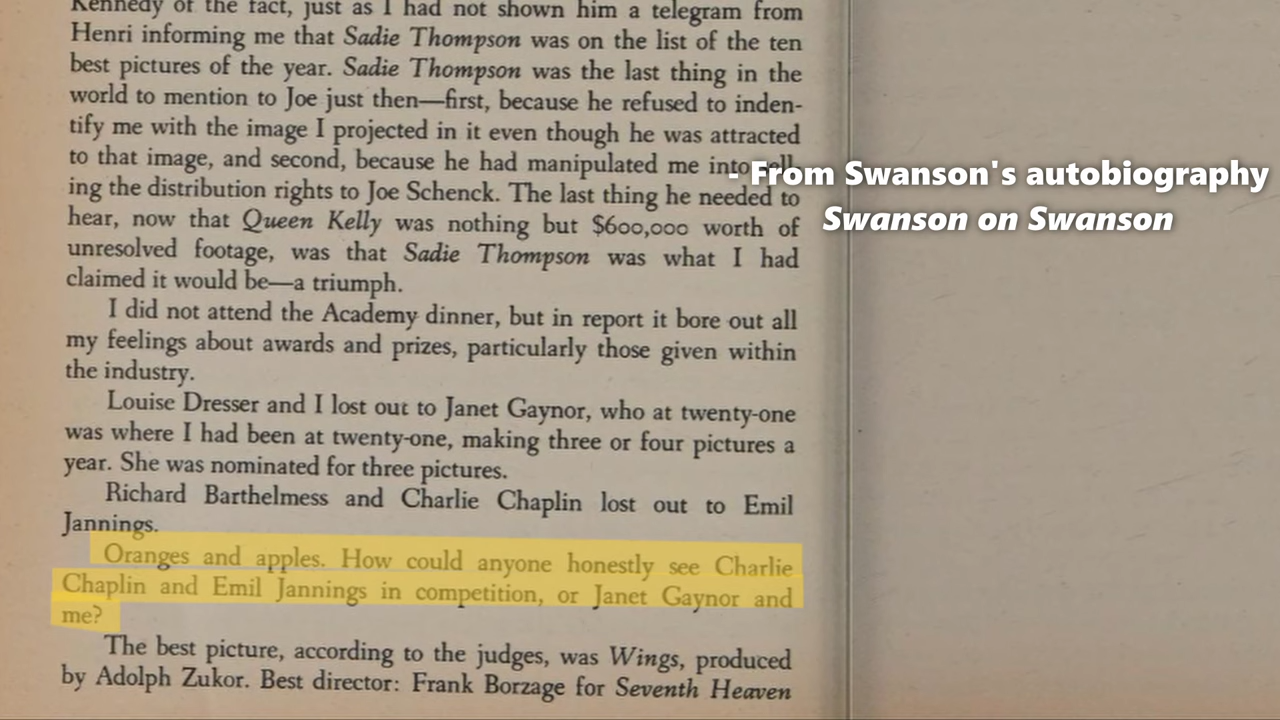 Kennedy of the fact, just as I had not shown him a telegram from
Henri informing me that Sadie Thompson was on the list of the ten
best pictures of the year. Sadie Thompson was the last thing in the
world to mention to Joe just then—first, because he refused to inden-
tify me with the image I projected in it even though he was attracted
to that image, and second, because he had manipulated me into sell-
ing the distribution rights to Joe Schenck. The last thing he needed to
hear, now that Queen Kelly was nothing but $600,000 worth of
unresolved footage, was that Sadie Thompson was what I had
claimed it would be—a triumph.
I did not attend the Academy dinner, but in report it bore out all
my feelings about awards and prizes, particularly those given within
the industry.
Louise Dresser and I lost out to Janet Gaynor, who at twenty-one
was where I had been at twenty-one, making three or four pictures a
year. She was nominated for three pictures.
Richard Barthelmess and Charlie Chaplin lost out to Emil
Jannings.
Oranges and apples. How could anyone honestly see Charlie
Chaplin and Emil Jannings in competition, or Janet Gaynor and
me?
The best picture, according to the judges, was Wings, produced
by Adolph Zukor. Best director: Frank Borzage for Seventh Heaven
- From Swanson's autobiography
Swanson on Swanson